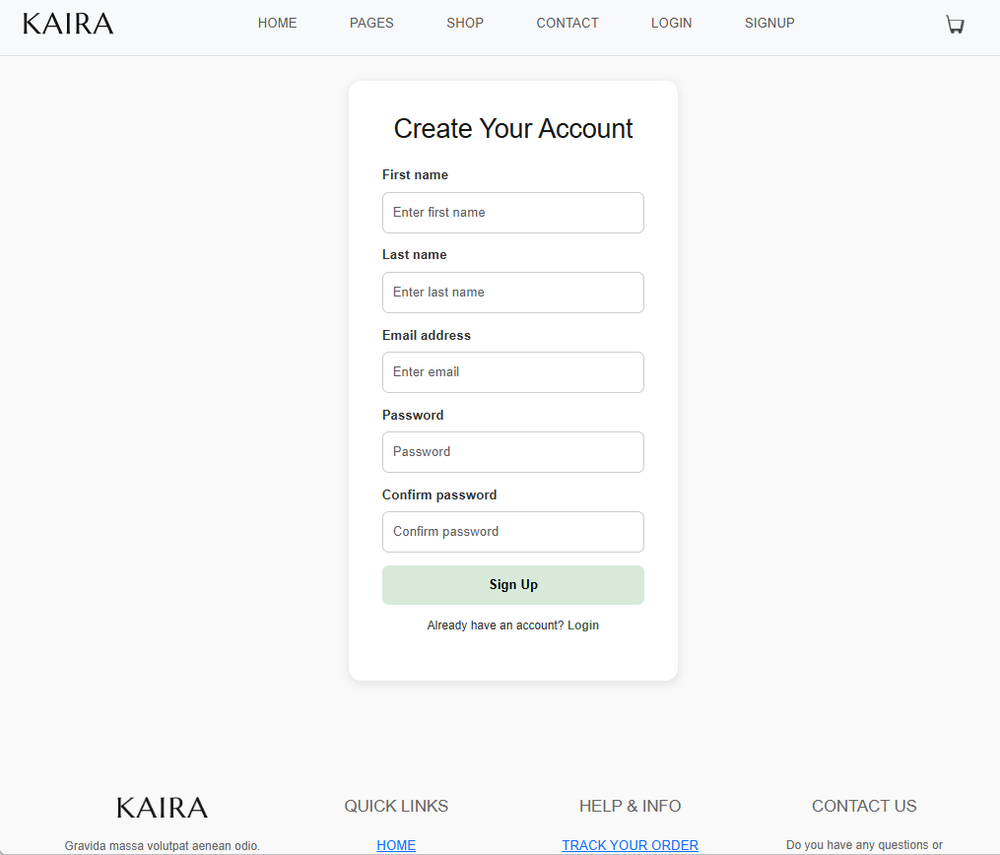 KAIRA
HOME PAGES SHOP CONTACT LOGIN SIGNUP
Create Your Account
First name
Enter first name
Last name
Enter last name
Email address
Enter email
Password
Password
Confirm password
Confirm password
Sign Up
Already have an account? Login
KAIRA
Gravida massa volutpat aenean odio.
QUICK LINKS
HOME
HELP & INFO
TRACK YOUR ORDER
CONTACT US
Do you have any questions or